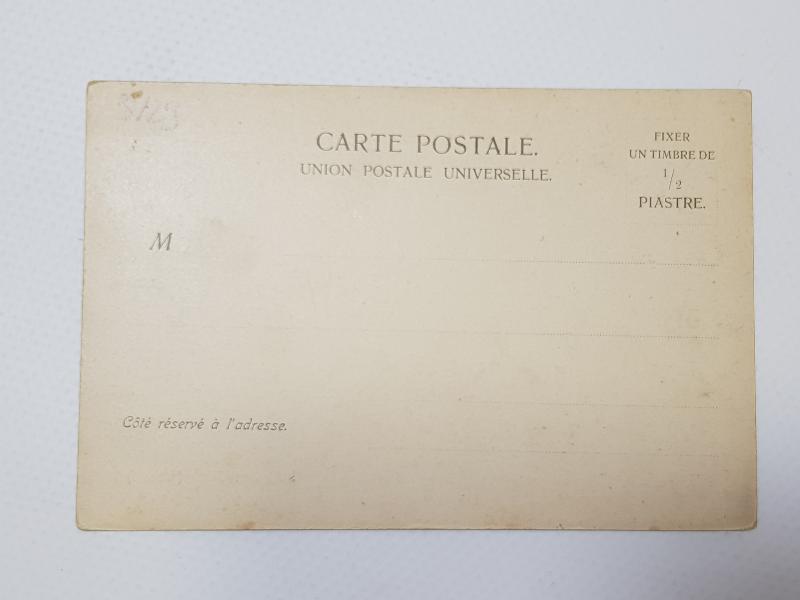 CARTE POSTALE.
UNION POSTALE UNIVERSELLE.
FIXER
UN TIMBRE DE
1/2
PIASTRE.
M
Côté réservé à l'adresse.